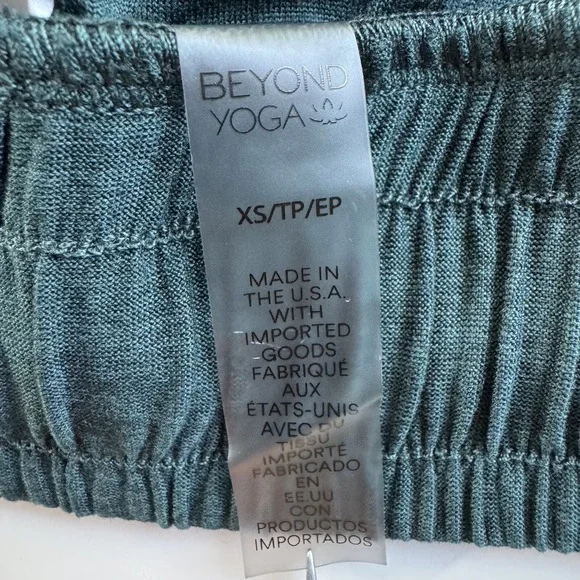 BEYOND
YOGA
XS/TP/EP
MADE IN
THE U.S.A.
WITH
IMPORTED
GOODS
FABRIQUÉ
AUX
ÉTATS-UNIS
AVEC DU
TISSU
IMPORTÉ
FABRICADO
EN
EE.UU
CON
PRODUCTOS
IMPORTADOS